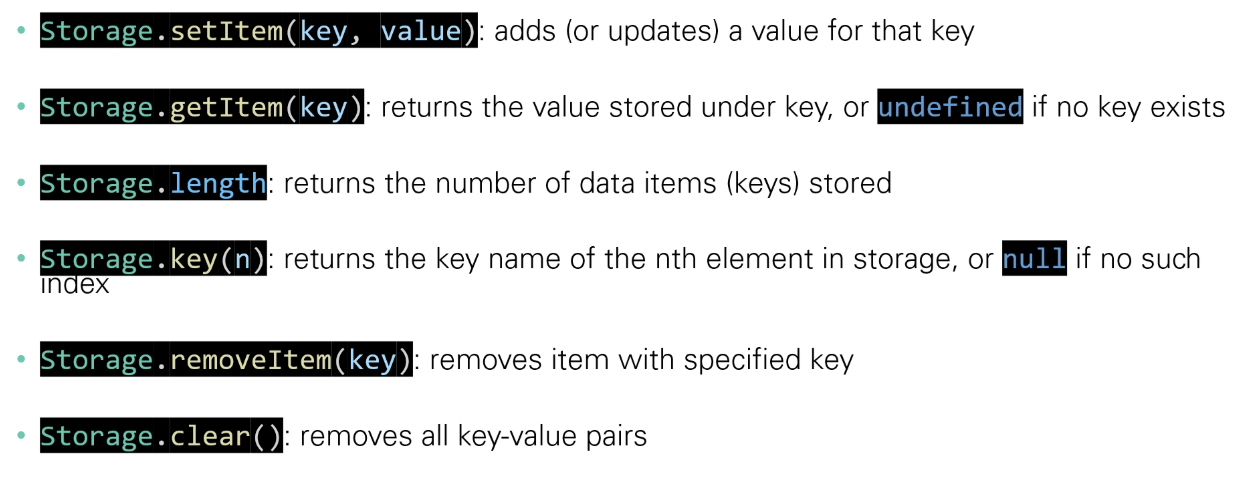 • Storage.setItem(key, value): adds (or updates) a value for that key
• Storage.getItem(key): returns the value stored under key, or undefined if no key exists
• Storage.length: returns the number of data items (keys) stored
• Storage.key(n): returns the key name of the nth element in storage, or null if no such
index
• Storage.removeItem(key): removes item with specified key
• Storage.clear(): removes all key-value pairs